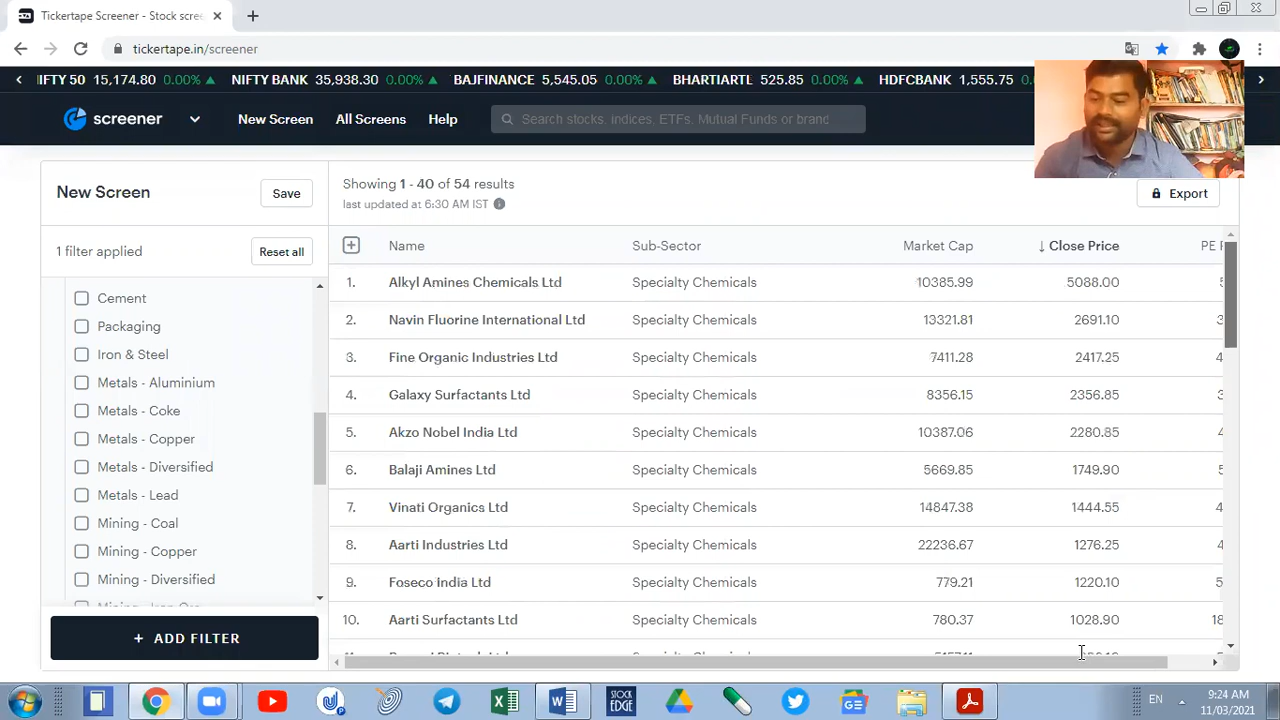 Tickertape Screener - Stock scre
tickertape.in/screener
NIFTY 50 15,174.80 0.00% NIFTY BANK 35,938.30 0.00% BAJFINANCE 5,545.05 0.00% BHARTIARTL 525.85 0.00% HDFCBANK 1,555.75
screener New Screen All Screens Help Search stocks, indices, ETFs, Mutual Funds or brand
New Screen Save
Showing 1 - 40 of 54 results
last updated at 6:30 AM IST
Export
1 filter applied Reset all
Name Sub-Sector Market Cap ↓ Close Price PE
Cement
Packaging
Iron & Steel
Metals - Aluminium
Metals - Coke
Metals - Copper
Metals - Diversified
Metals - Lead
Mining - Coal
Mining - Copper
Mining - Diversified
+ ADD FILTER
1. Alkyl Amines Chemicals Ltd Specialty Chemicals 10385.99 5088.00
2. Navin Fluorine International Ltd Specialty Chemicals 13321.81 2691.10
3. Fine Organic Industries Ltd Specialty Chemicals 7411.28 2417.25
4. Galaxy Surfactants Ltd Specialty Chemicals 8356.15 2356.85
5. Akzo Nobel India Ltd Specialty Chemicals 10387.06 2280.85
6. Balaji Amines Ltd Specialty Chemicals 5669.85 1749.90
7. Vinati Organics Ltd Specialty Chemicals 14847.38 1444.55
8. Aarti Industries Ltd Specialty Chemicals 22236.67 1276.25
9. Foseco India Ltd Specialty Chemicals 779.21 1220.10
10. Aarti Surfactants Ltd Specialty Chemicals 780.37 1028.90
STOCK
EDGE
EN
9:24 AM
11/03/2021